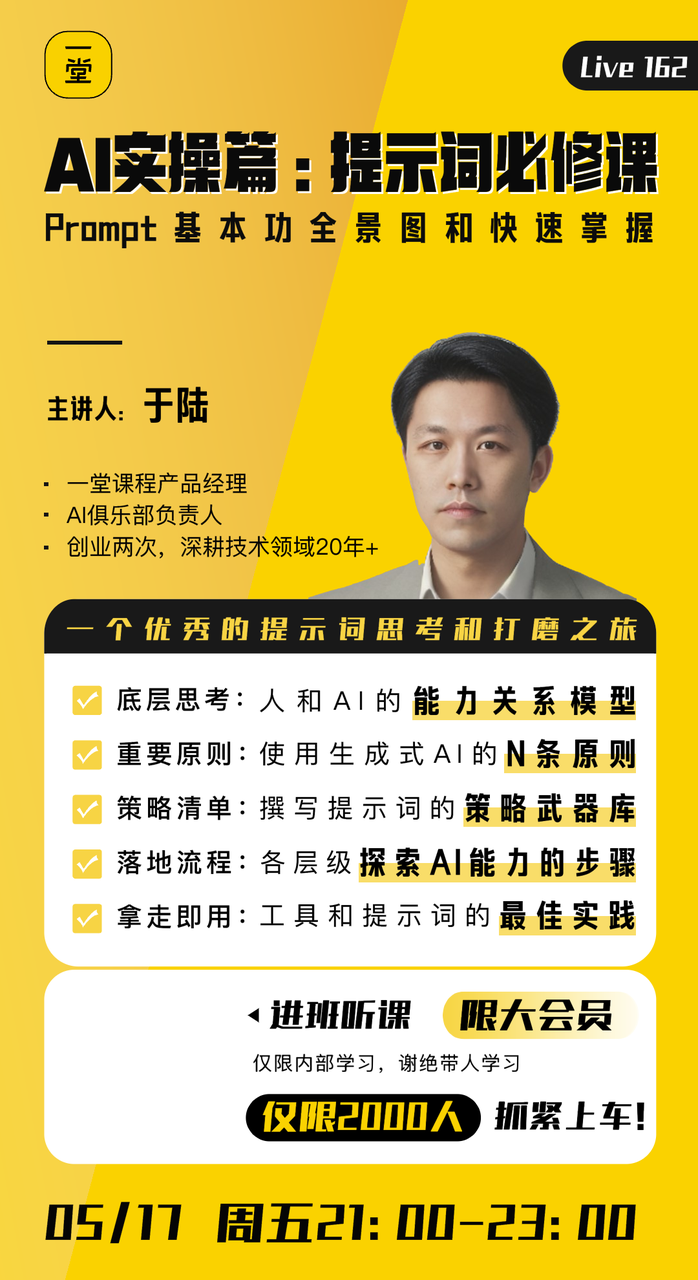 一堂
Live 162
AI实操篇：提示词必修课
Prompt基本功全景图和快速掌握
主讲人：于陆
· 一堂课程产品经理
· AI俱乐部负责人
· 创业两次，深耕技术领域20年+
一个优秀的提示词思考和打磨之旅
底层思考：人和AI的能力关系模型
重要原则：使用生成式AI的N条原则
策略清单：撰写提示词的策略武器库
落地流程：各层级探索AI能力的步骤
拿走即用：工具和提示词的最佳实践
进班听课 限大会员
仅限内部学习，谢绝带人学习
仅限2000人 抓紧上车！
05/17 周五21：00-23：00